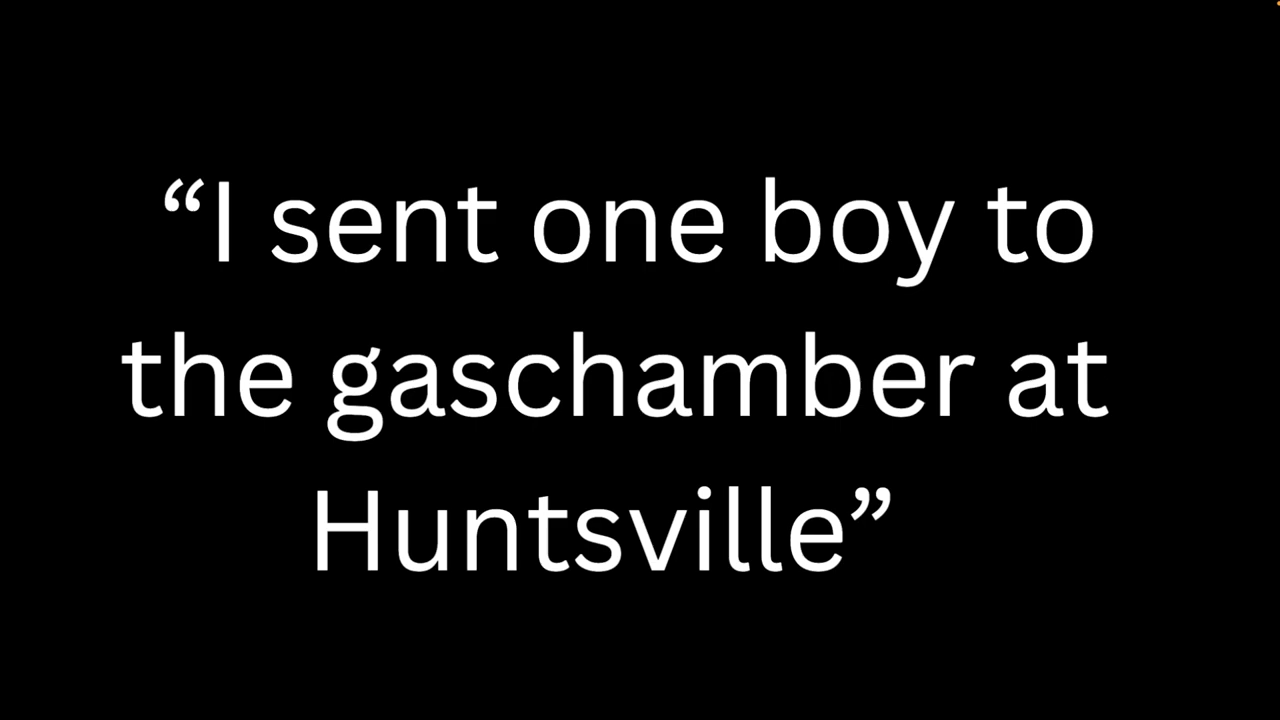 “I sent one boy to
the gaschamber at
Huntsville”